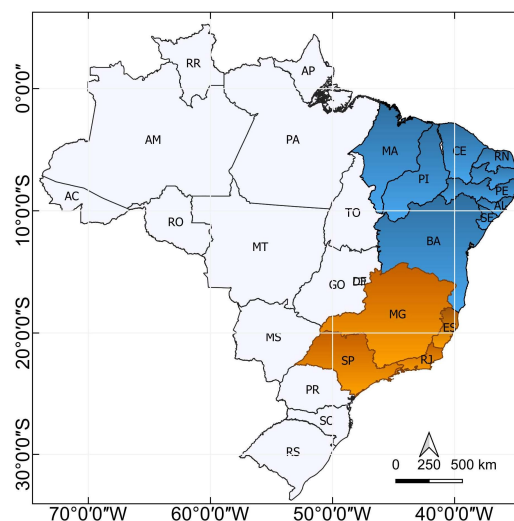 RR
AP
0°0'0"
AM
PA
MA
CE
RN
PI
PE
AC
AL
10°0'0"S
SE
RO
TO
BA
MT
GO
DF
MG
ES
20°0'0"S
MS
SP
RJ
PR
SC
RS
30°0'0"S
0 250 500 km
70°0'0"W 60°0'0"W 50°0'0"W 40°0'0"W